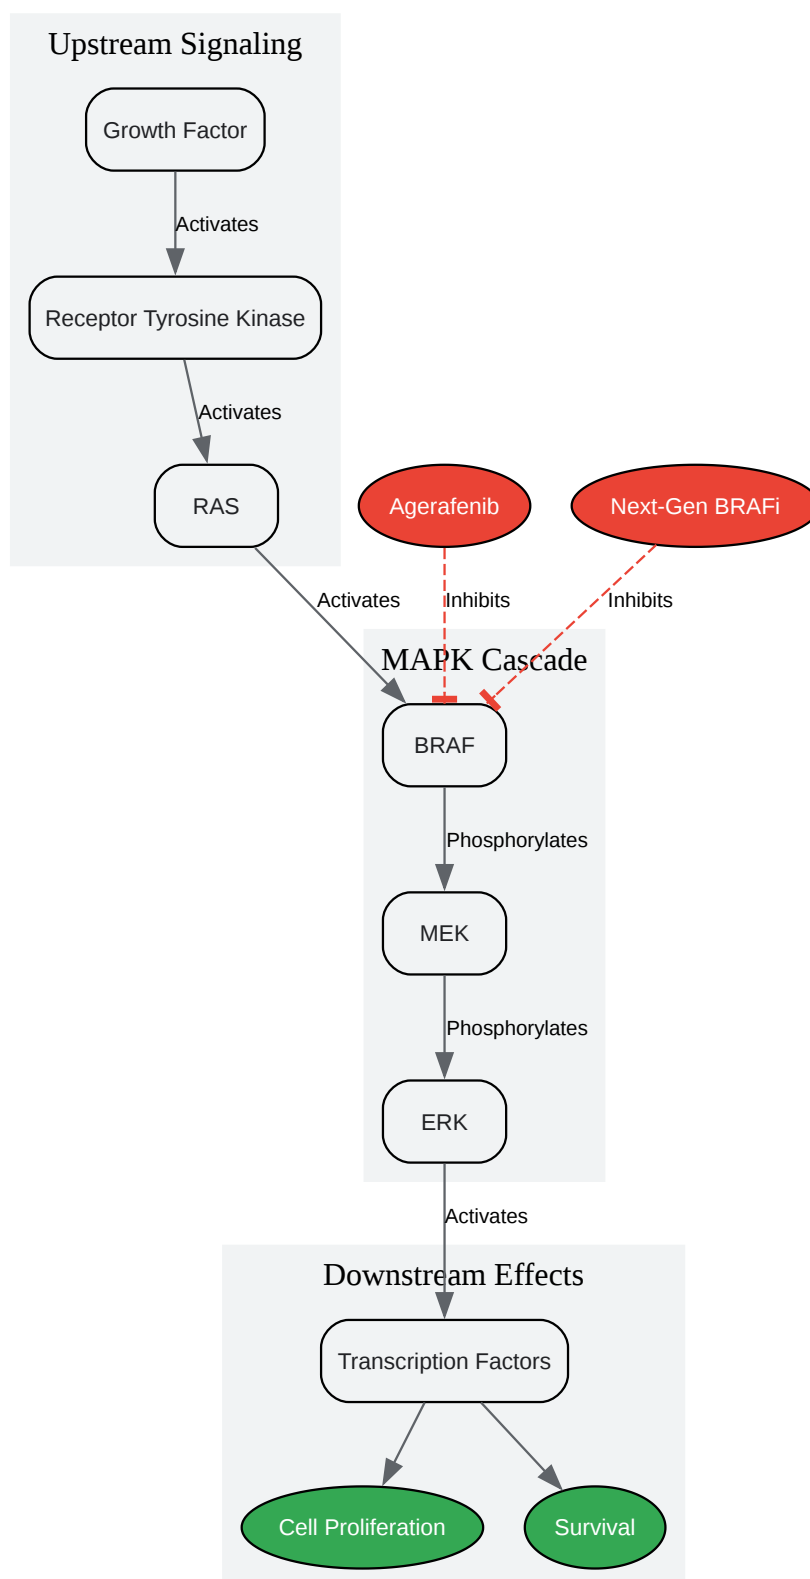 Upstream Signaling
Growth Factor
Activates
Receptor Tyrosine Kinase
Activates
RAS
Agerafenib
Next-Gen BRAFi
Activates
Inhibits
Inhibits
MAPK Cascade
BRAF
Phosphorylates
MEK
Phosphorylates
ERK
Activates
Downstream Effects
Transcription Factors
Cell Proliferation
Survival